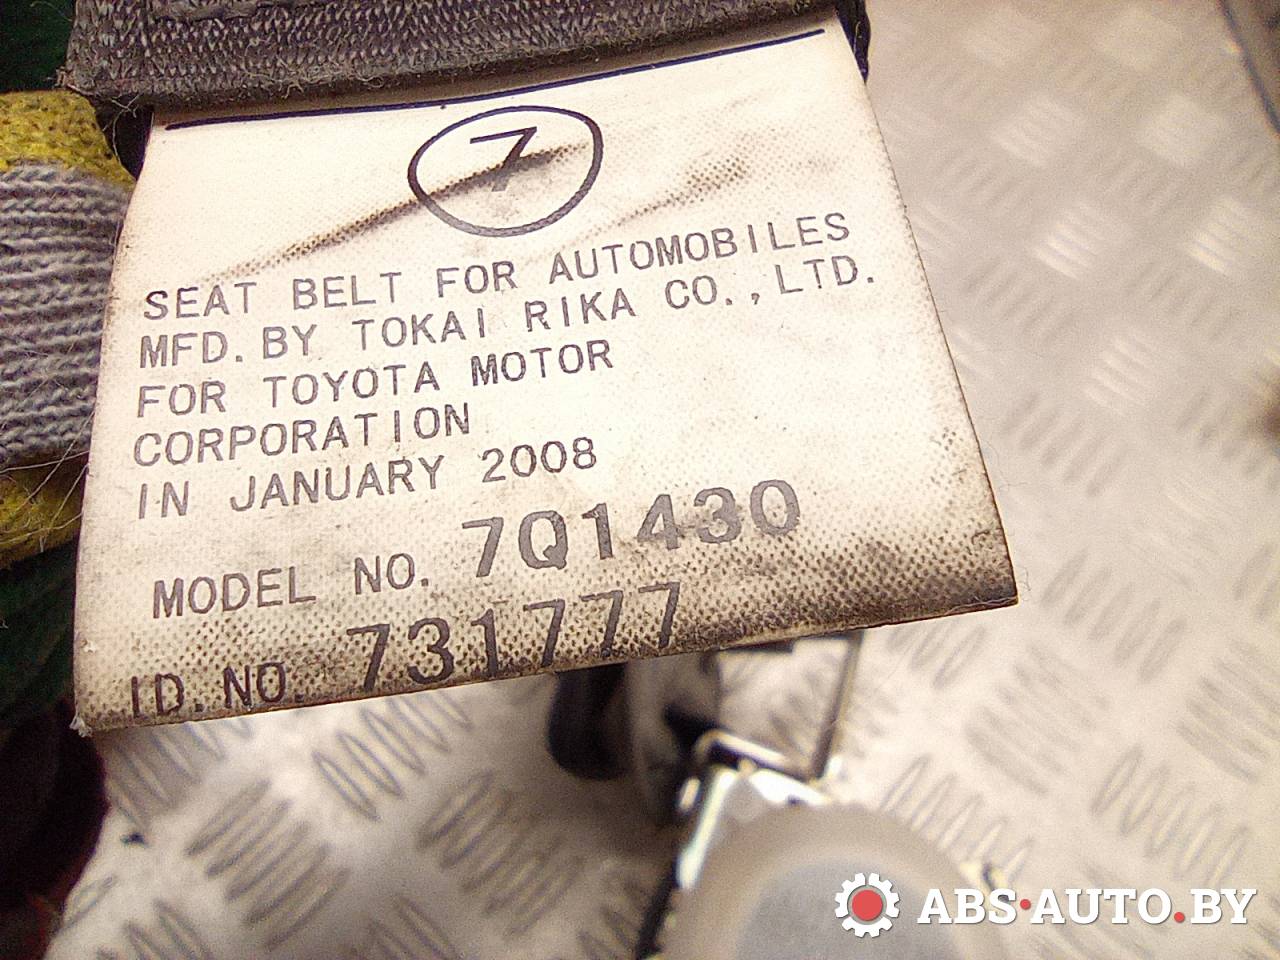 7
SEAT BELT FOR AUTOMOBILES
MFD. BY TOKAI RIKA CO., LTD.
FOR TOYOTA MOTOR
CORPORATION
IN JANUARY 2008
MODEL NO. 7Q1430
ID. NO. 731777
ABS·AUTO.BY